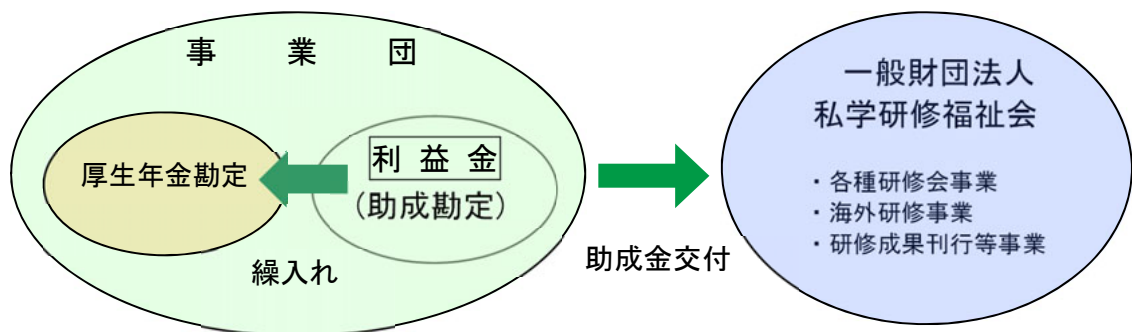 事 業 団
厚生年金勘定
利 益 金
(助成勘定)
繰入れ
助成金交付
一般財団法人
私学研修福祉会
・各種研修会事業
・海外研修事業
・研修成果刊行等事業